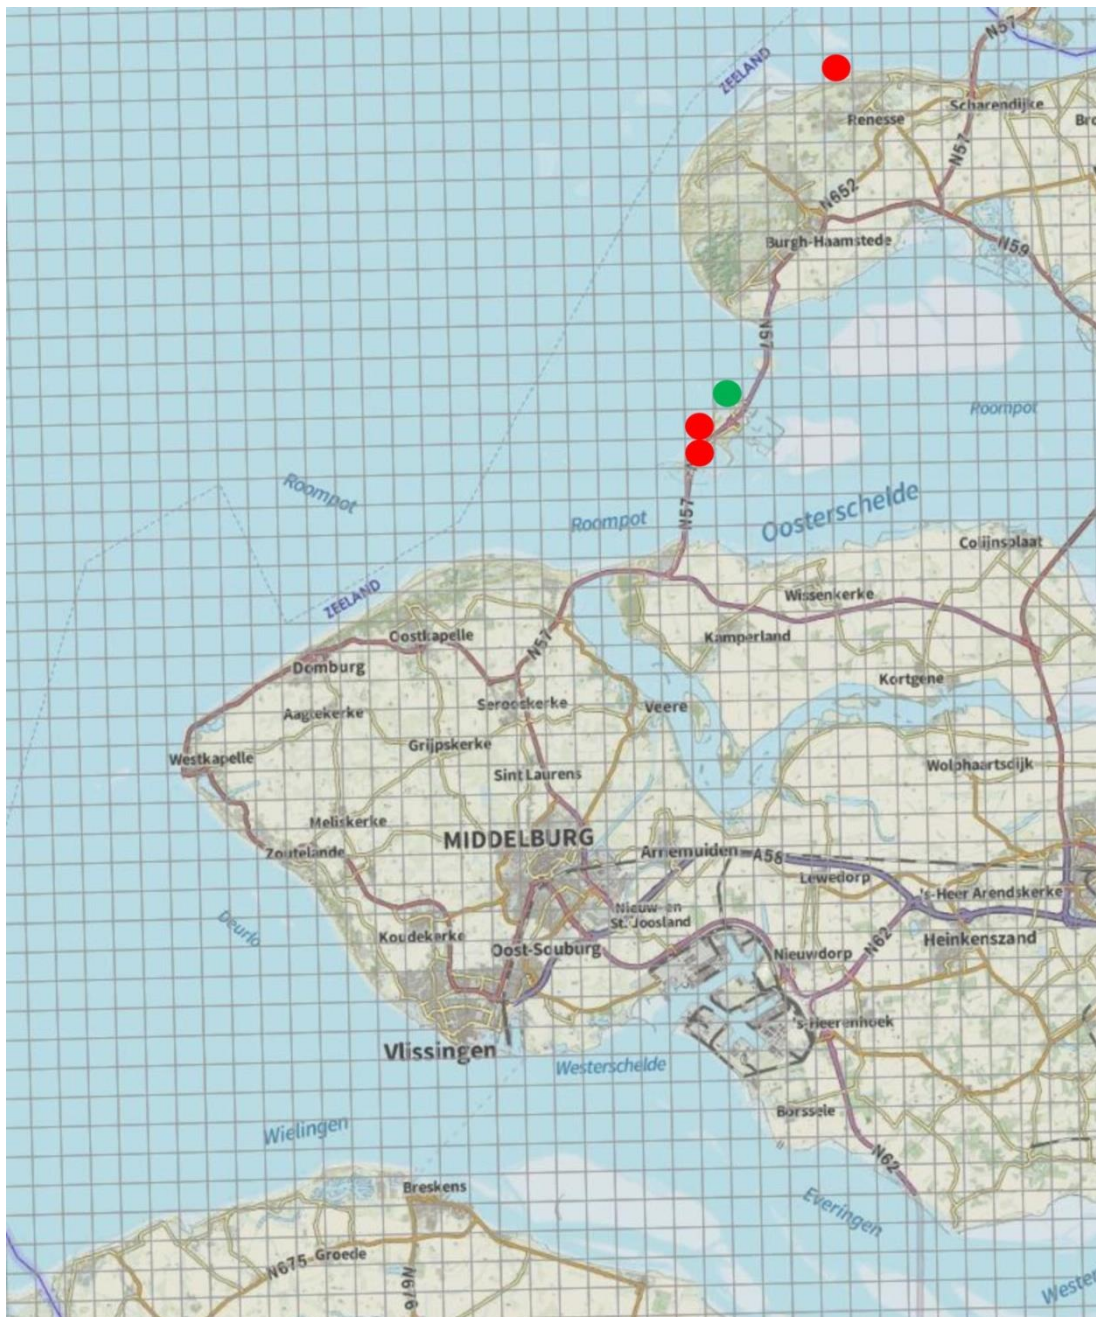 N57
ZEELAND
Scharendijke
Renesse
Bro
N57
N652
Burgh-Haamstede
N59
N57
Roompot
Roompot
Roompot
N57
Oosterschelde
Colijnsplaat
ZEELAND
Wissenkerke
Oostkapelle
N57
Kamperland
Domburg
Kortgene
Aagtekerke
Serooskerke
Veere
Grijpskerke
Westkapelle
Wolphaartsdijk
Sint Laurens
Meliskerke
MIDDELBURG
Zoutelande
Arnemuiden
A58
Lewedorp
's-Heer Arendskerke
Nieuw- en
St. Joosland
Deurlo
Koudekerke
Oost-Souburg
N62
Heinkenszand
Nieuwdorp
's-Heerenhoek
Vlissingen
Westerschelde
Borssele
Wielingen
N62
Breskens
Everingen
Groede
N675
N676
Wester